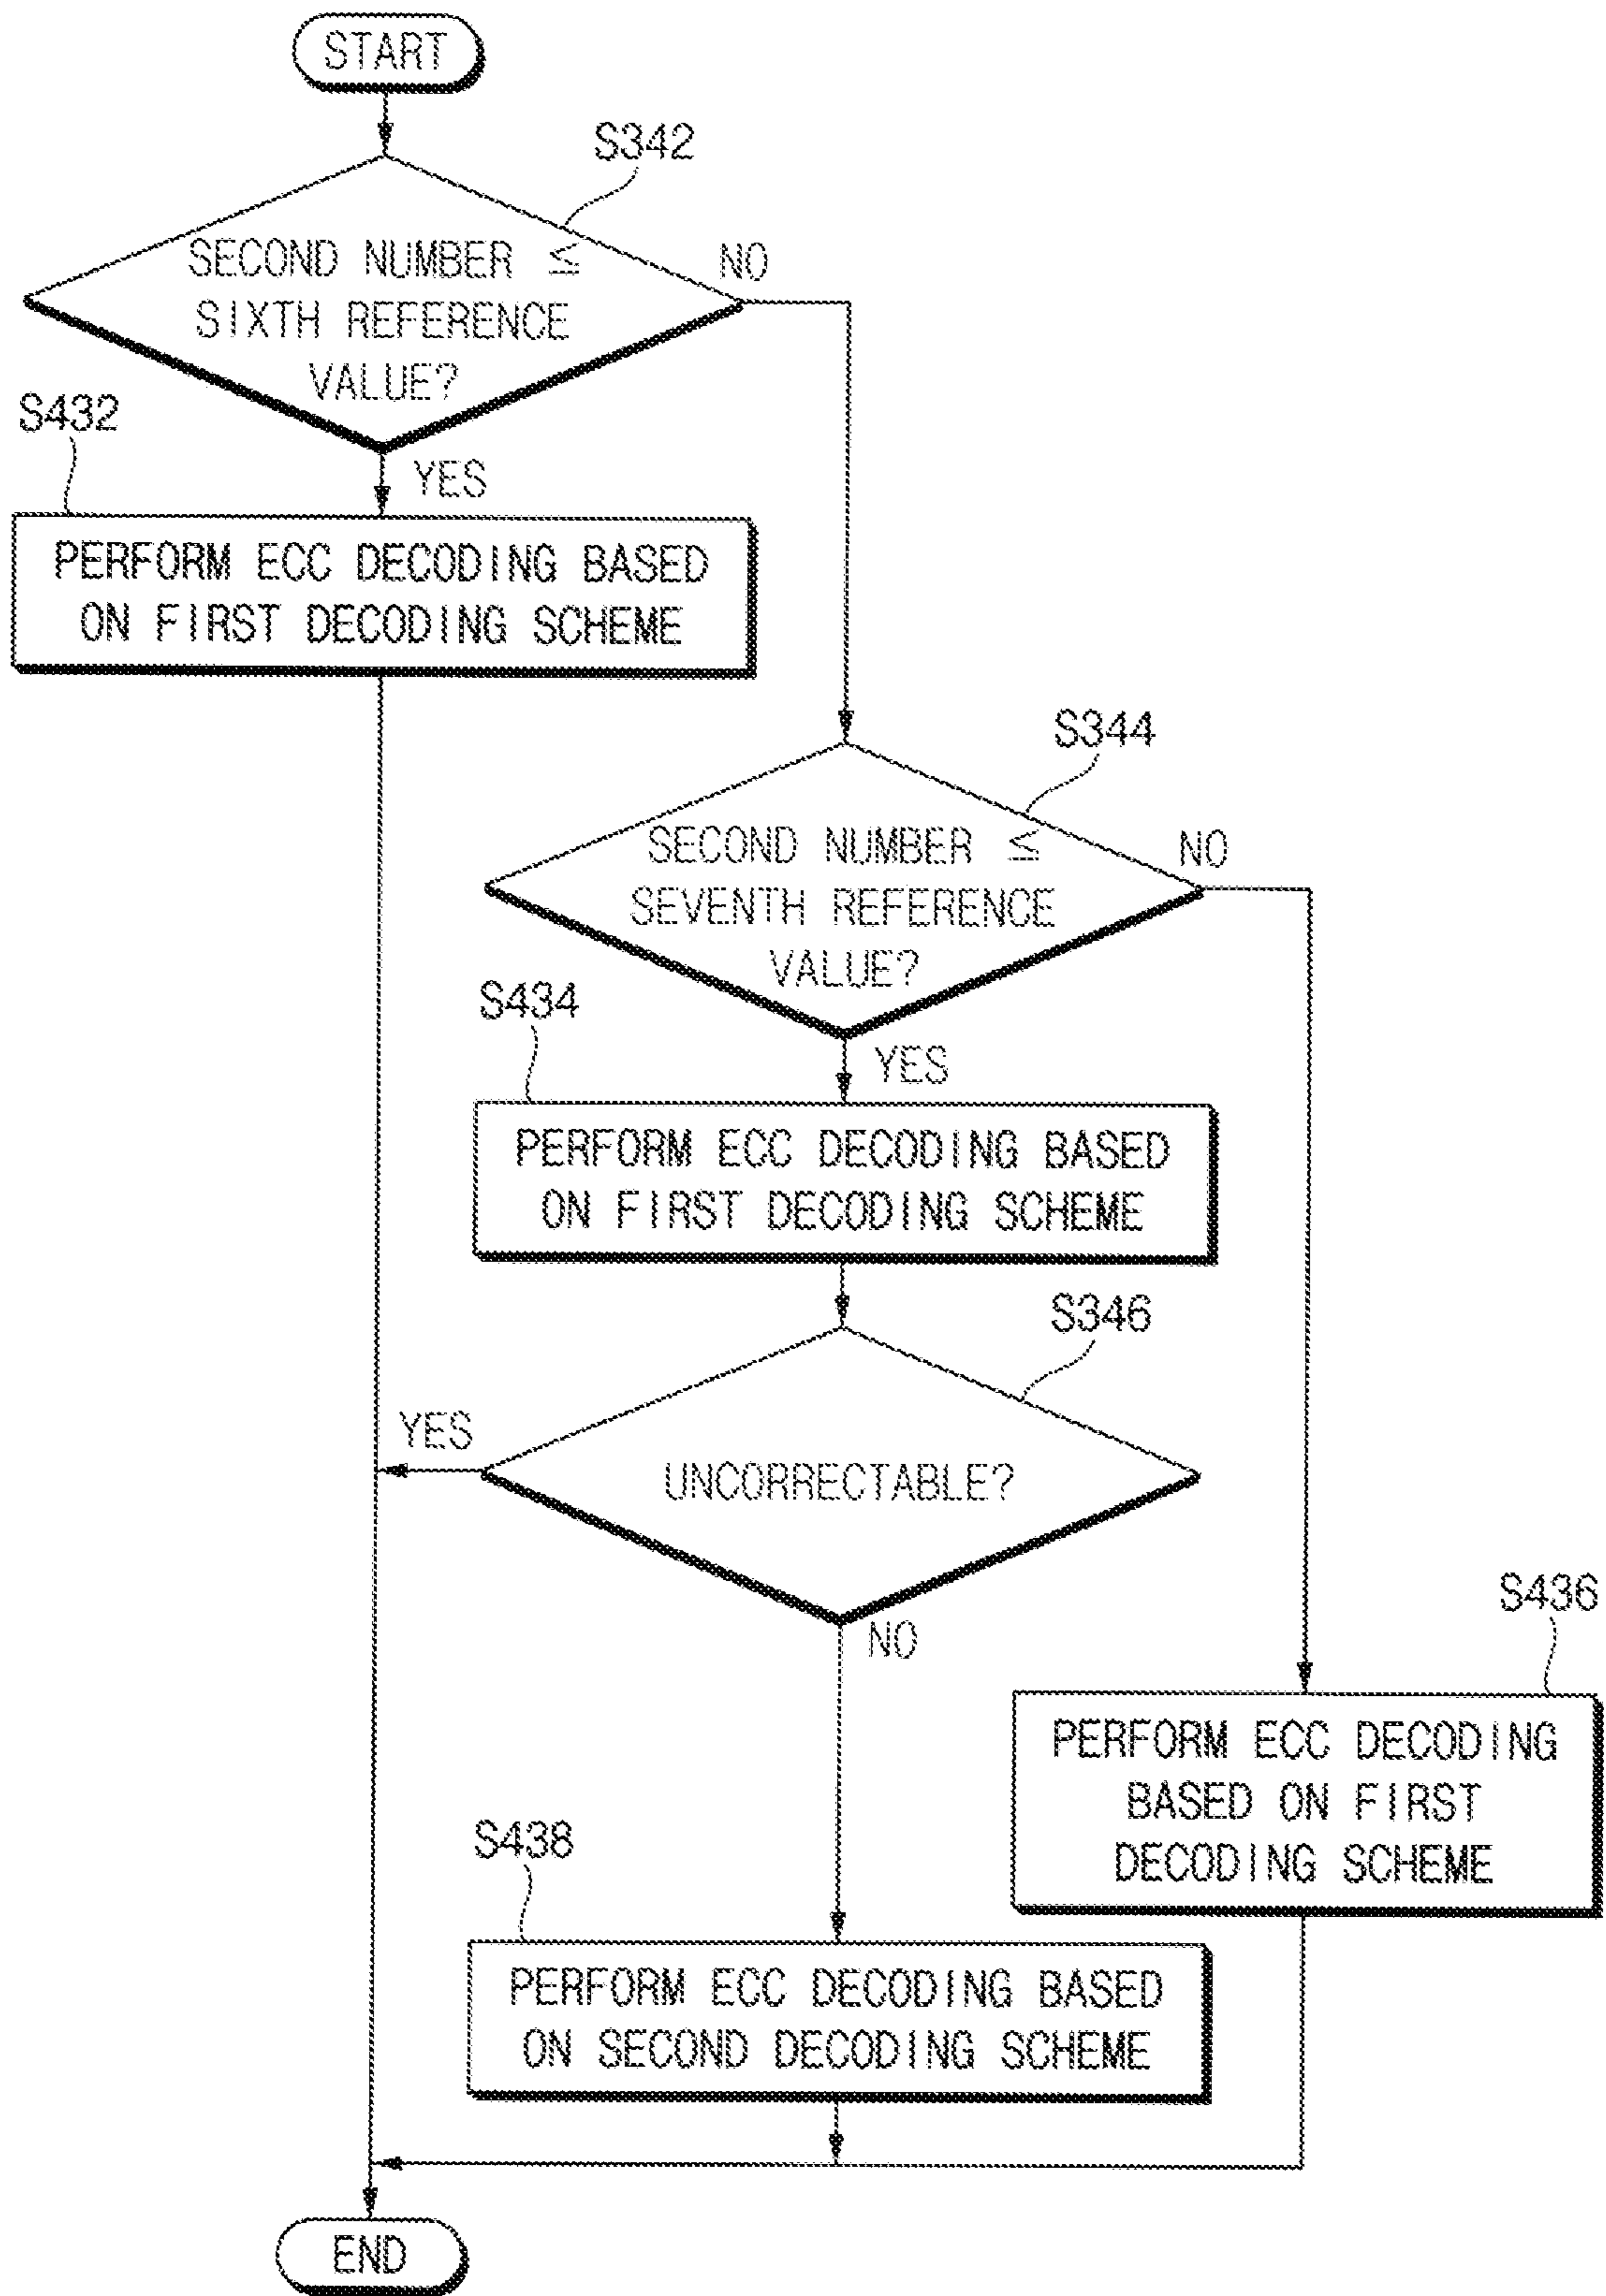 START
S342
SECOND NUMBER ≤
SIXTH REFERENCE
VALUE?
NO
S432
YES
PERFORM ECC DECODING BASED
ON FIRST DECODING SCHEME
S344
SECOND NUMBER ≤
SEVENTH REFERENCE
VALUE?
NO
S434
YES
PERFORM ECC DECODING BASED
ON FIRST DECODING SCHEME
S346
YES
UNCORRECTABLE?
NO
S436
PERFORM ECC DECODING
BASED ON FIRST
DECODING SCHEME
S438
PERFORM ECC DECODING BASED
ON SECOND DECODING SCHEME
END